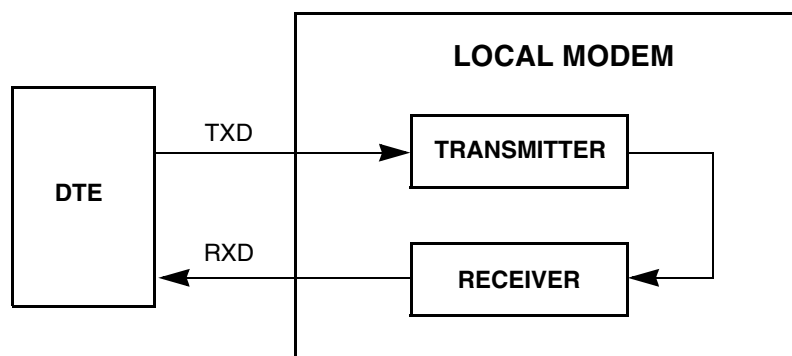 LOCAL MODEM
TXD
TRANSMITTER
DTE
RXD
RECEIVER